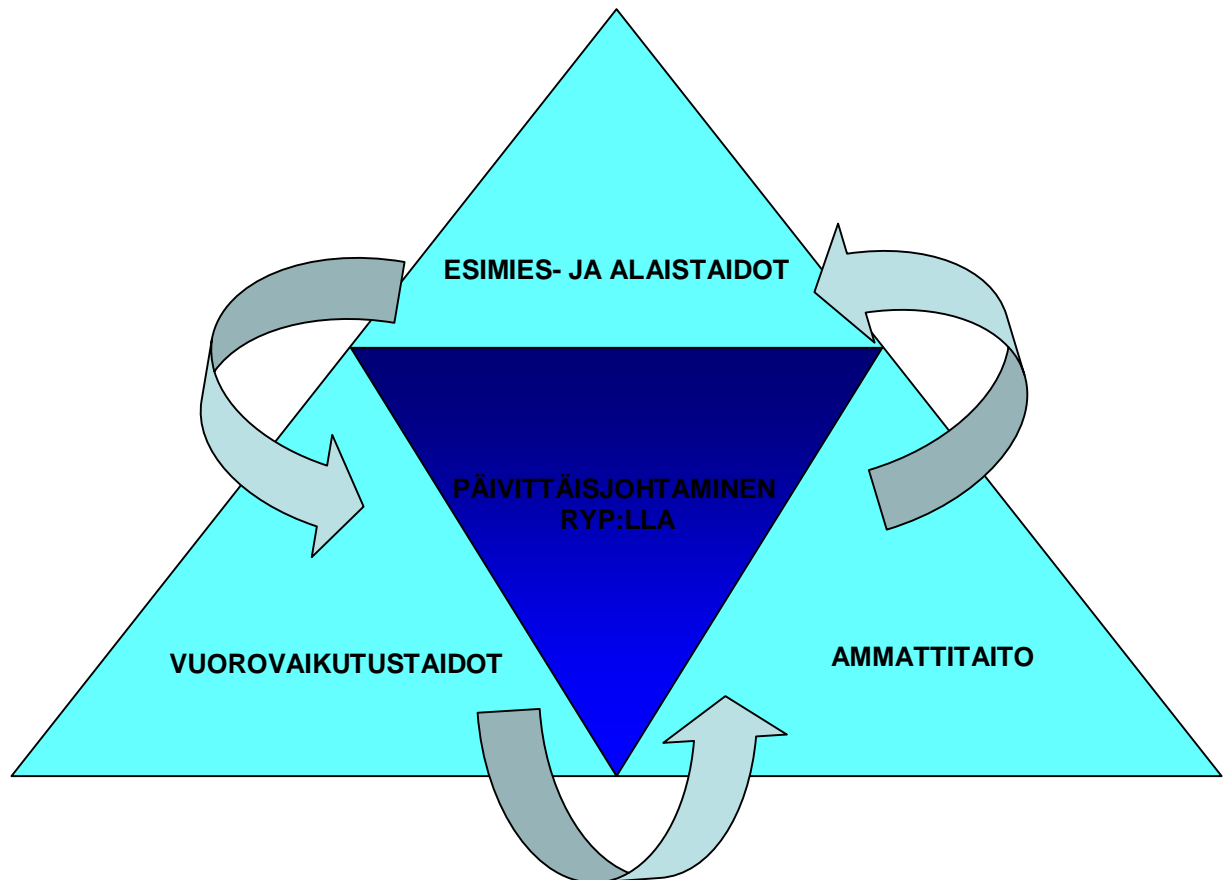 ESIMIES- JA ALAISTAIDOT
PÄIVITTÄISJOHTAMINEN
RYP:LLA
VUOROVAIKUTUSTAIDOT
AMMATTITAITO